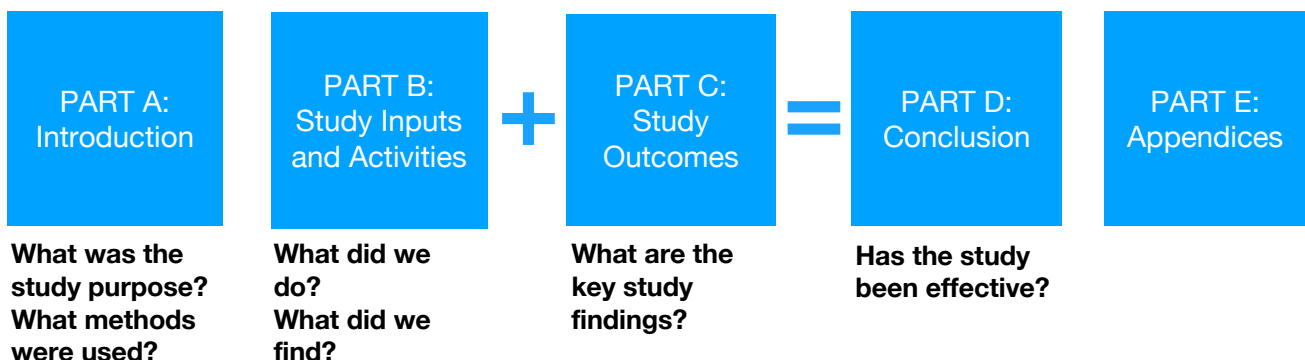 PART A:
Introduction
PART B:
Study Inputs
and Activities
+
PART C:
Study
Outcomes
=
PART D:
Conclusion
PART E:
Appendices
What was the
study purpose?
What methods
were used?
What did we
do?
What did we
find?
What are the
key study
findings?
Has the study
been effective?